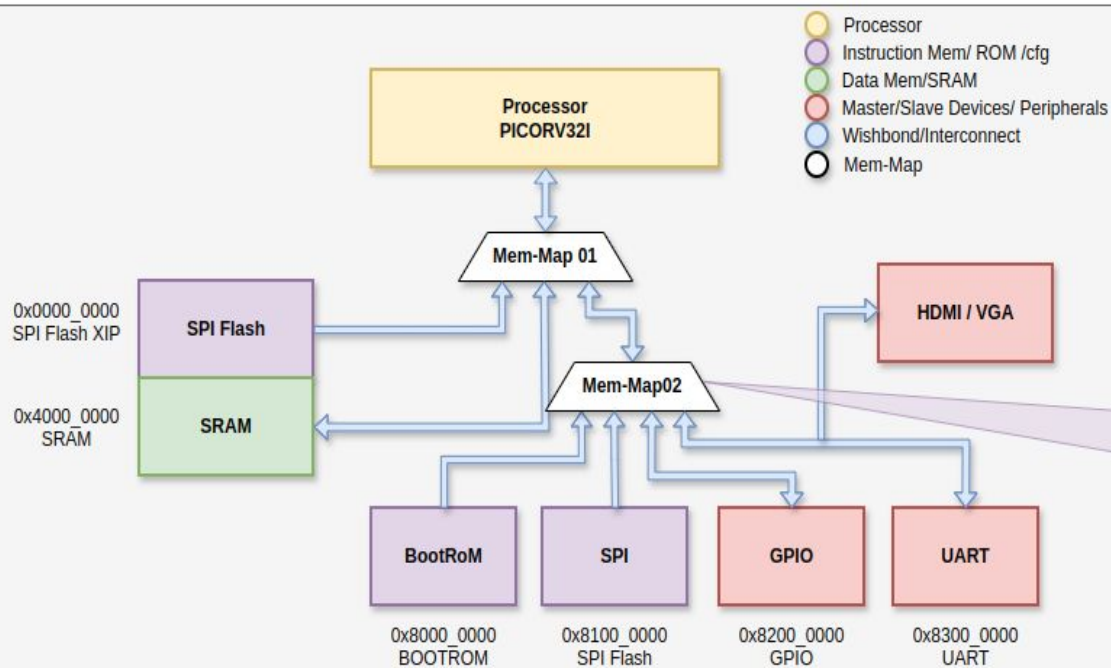 Processor
Instruction Mem/ ROM /cfg
Data Mem/SRAM
Master/Slave Devices/ Peripherals
Wishbond/Interconnect
Mem-Map
Processor
PICORV32I
Mem-Map 01
HDMI / VGA
0x0000_0000
SPI Flash XIP
SPI Flash
Mem-Map02
0x4000_0000
SRAM
SRAM
BootRoM
SPI
GPIO
UART
0x8000_0000
BOOTROM
0x8100_0000
SPI Flash
0x8200_0000
GPIO
0x8300_0000
UART